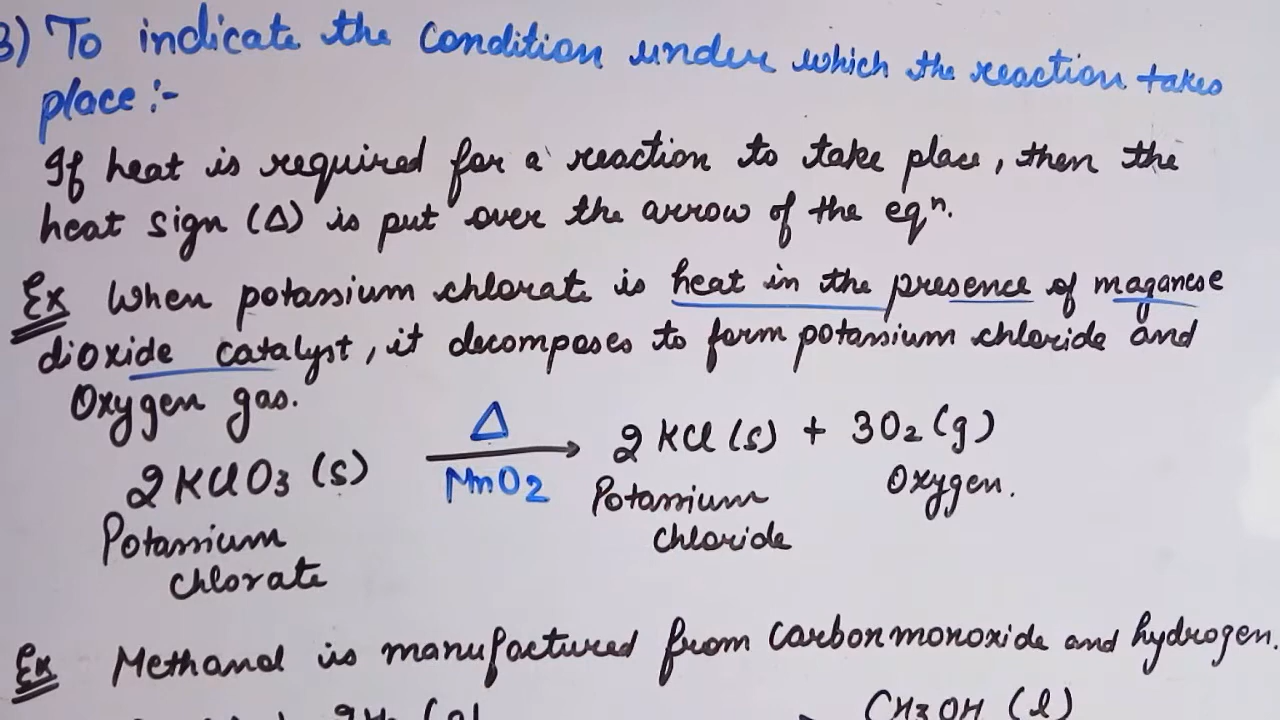 3) To indicate the condition under which the reaction takes
place :-
If heat is required for a reaction to take place, then the
heat sign (Δ) is put over the arrow of the eqⁿ.
Ex When potassium chlorate is heat in the presence of maganese
dioxide catalyst, it decomposes to form potassium chloride and
Oxygen gas.
2KClO₃ (s) Δ MnO₂ → 2KCl (s) + 3O₂ (g)
Potassium chlorate Potassium chloride Oxygen.
Ex Methanol is manufactured from carbonmonoxide and hydrogen.
CH₃OH (l)